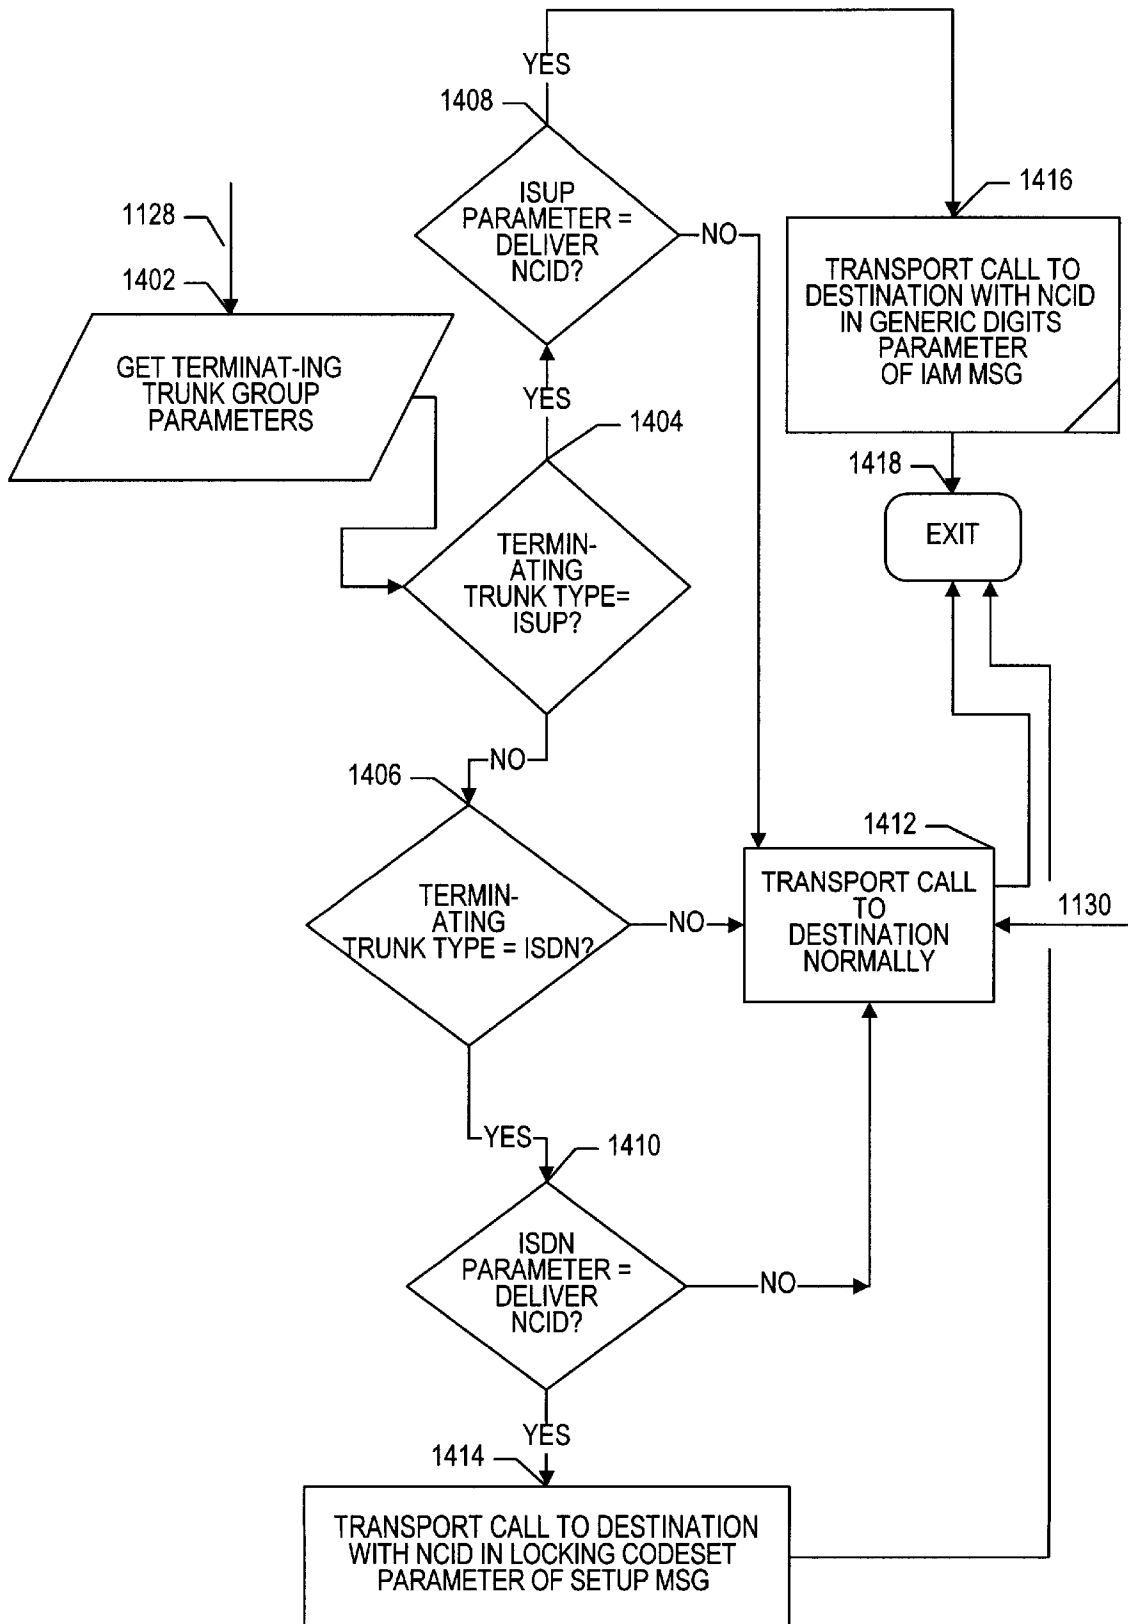 YES
1408
ISUP
PARAMETER =
DELIVER
NCID?
NO
1416
TRANSPORT CALL TO
DESTINATION WITH NCID
IN GENERIC DIGITS
PARAMETER
OF IAM MSG
1128
1402
GET TERMINAT-ING
TRUNK GROUP
PARAMETERS
YES
1404
TERMIN-
ATING
TRUNK TYPE=
ISUP?
1418
EXIT
NO
1406
TERMIN-
ATING
TRUNK TYPE = ISDN?
NO
1412
TRANSPORT CALL
TO
DESTINATION
NORMALLY
1130
YES
1410
ISDN
PARAMETER =
DELIVER
NCID?
NO
YES
1414
TRANSPORT CALL TO DESTINATION
WITH NCID IN LOCKING CODESET
PARAMETER OF SETUP MSG